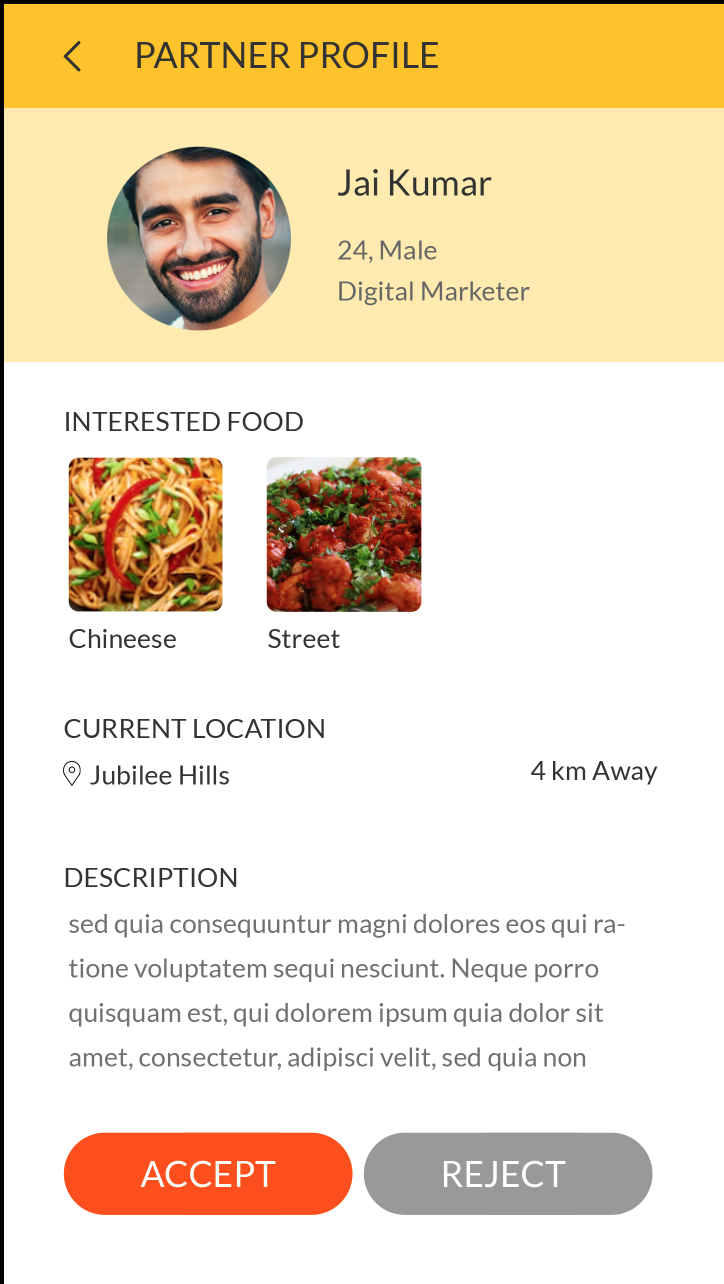 PARTNER PROFILE
Jai Kumar
24, Male
Digital Marketer
INTERESTED FOOD
Chineese
Street
CURRENT LOCATION
Jubilee Hills
4 km Away
DESCRIPTION
sed quia consequuntur magni dolores eos qui ra-
tione voluptatem sequi nesciunt. Neque porro
quisquam est, qui dolorem ipsum quia dolor sit
amet, consectetur, adipisci velit, sed quia non
ACCEPT
REJECT